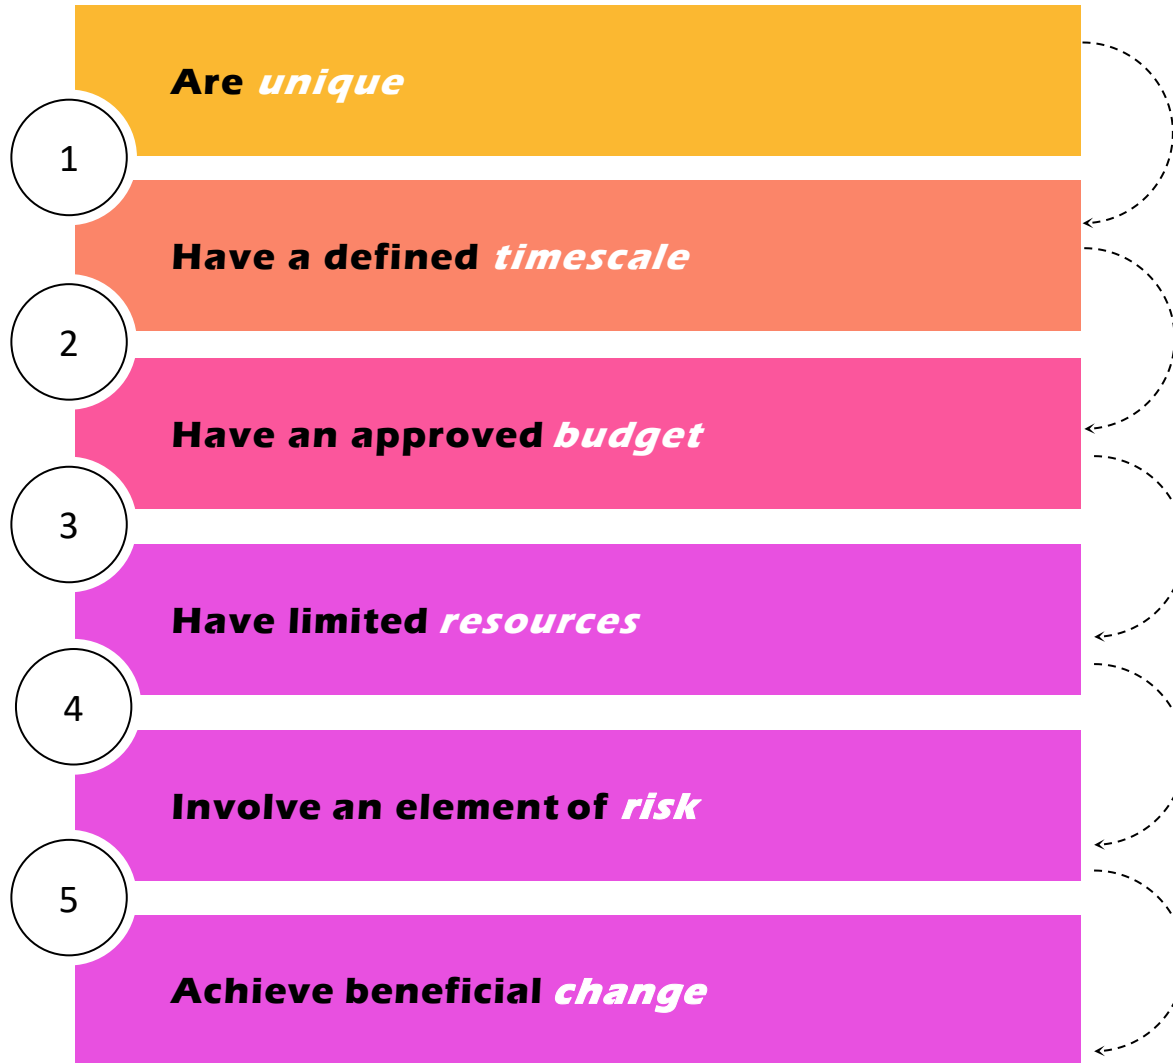 Are unique
1
Have a defined timescale
2
Have an approved budget
3
Have limited resources
4
Involve an element of risk
5
Achieve beneficial change